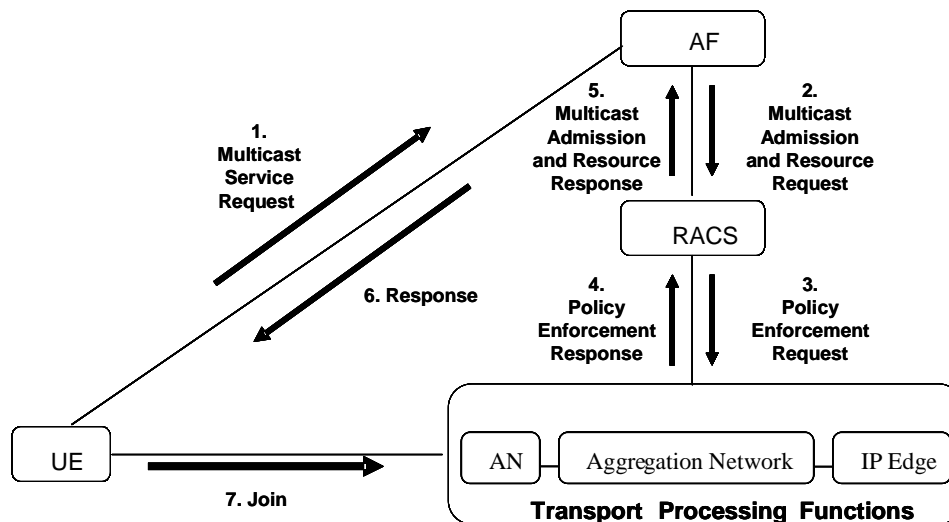 AF
1.
Multicast
Service
Request
5.
Multicast
Admission
and Resource
Response
2.
Multicast
Admission
and Resource
Request
RACS
6. Response
4.
Policy
Enforcement
Response
3.
Policy
Enforcement
Request
UE
7. Join
AN
Aggregation Network
IP Edge
Transport Processing Functions